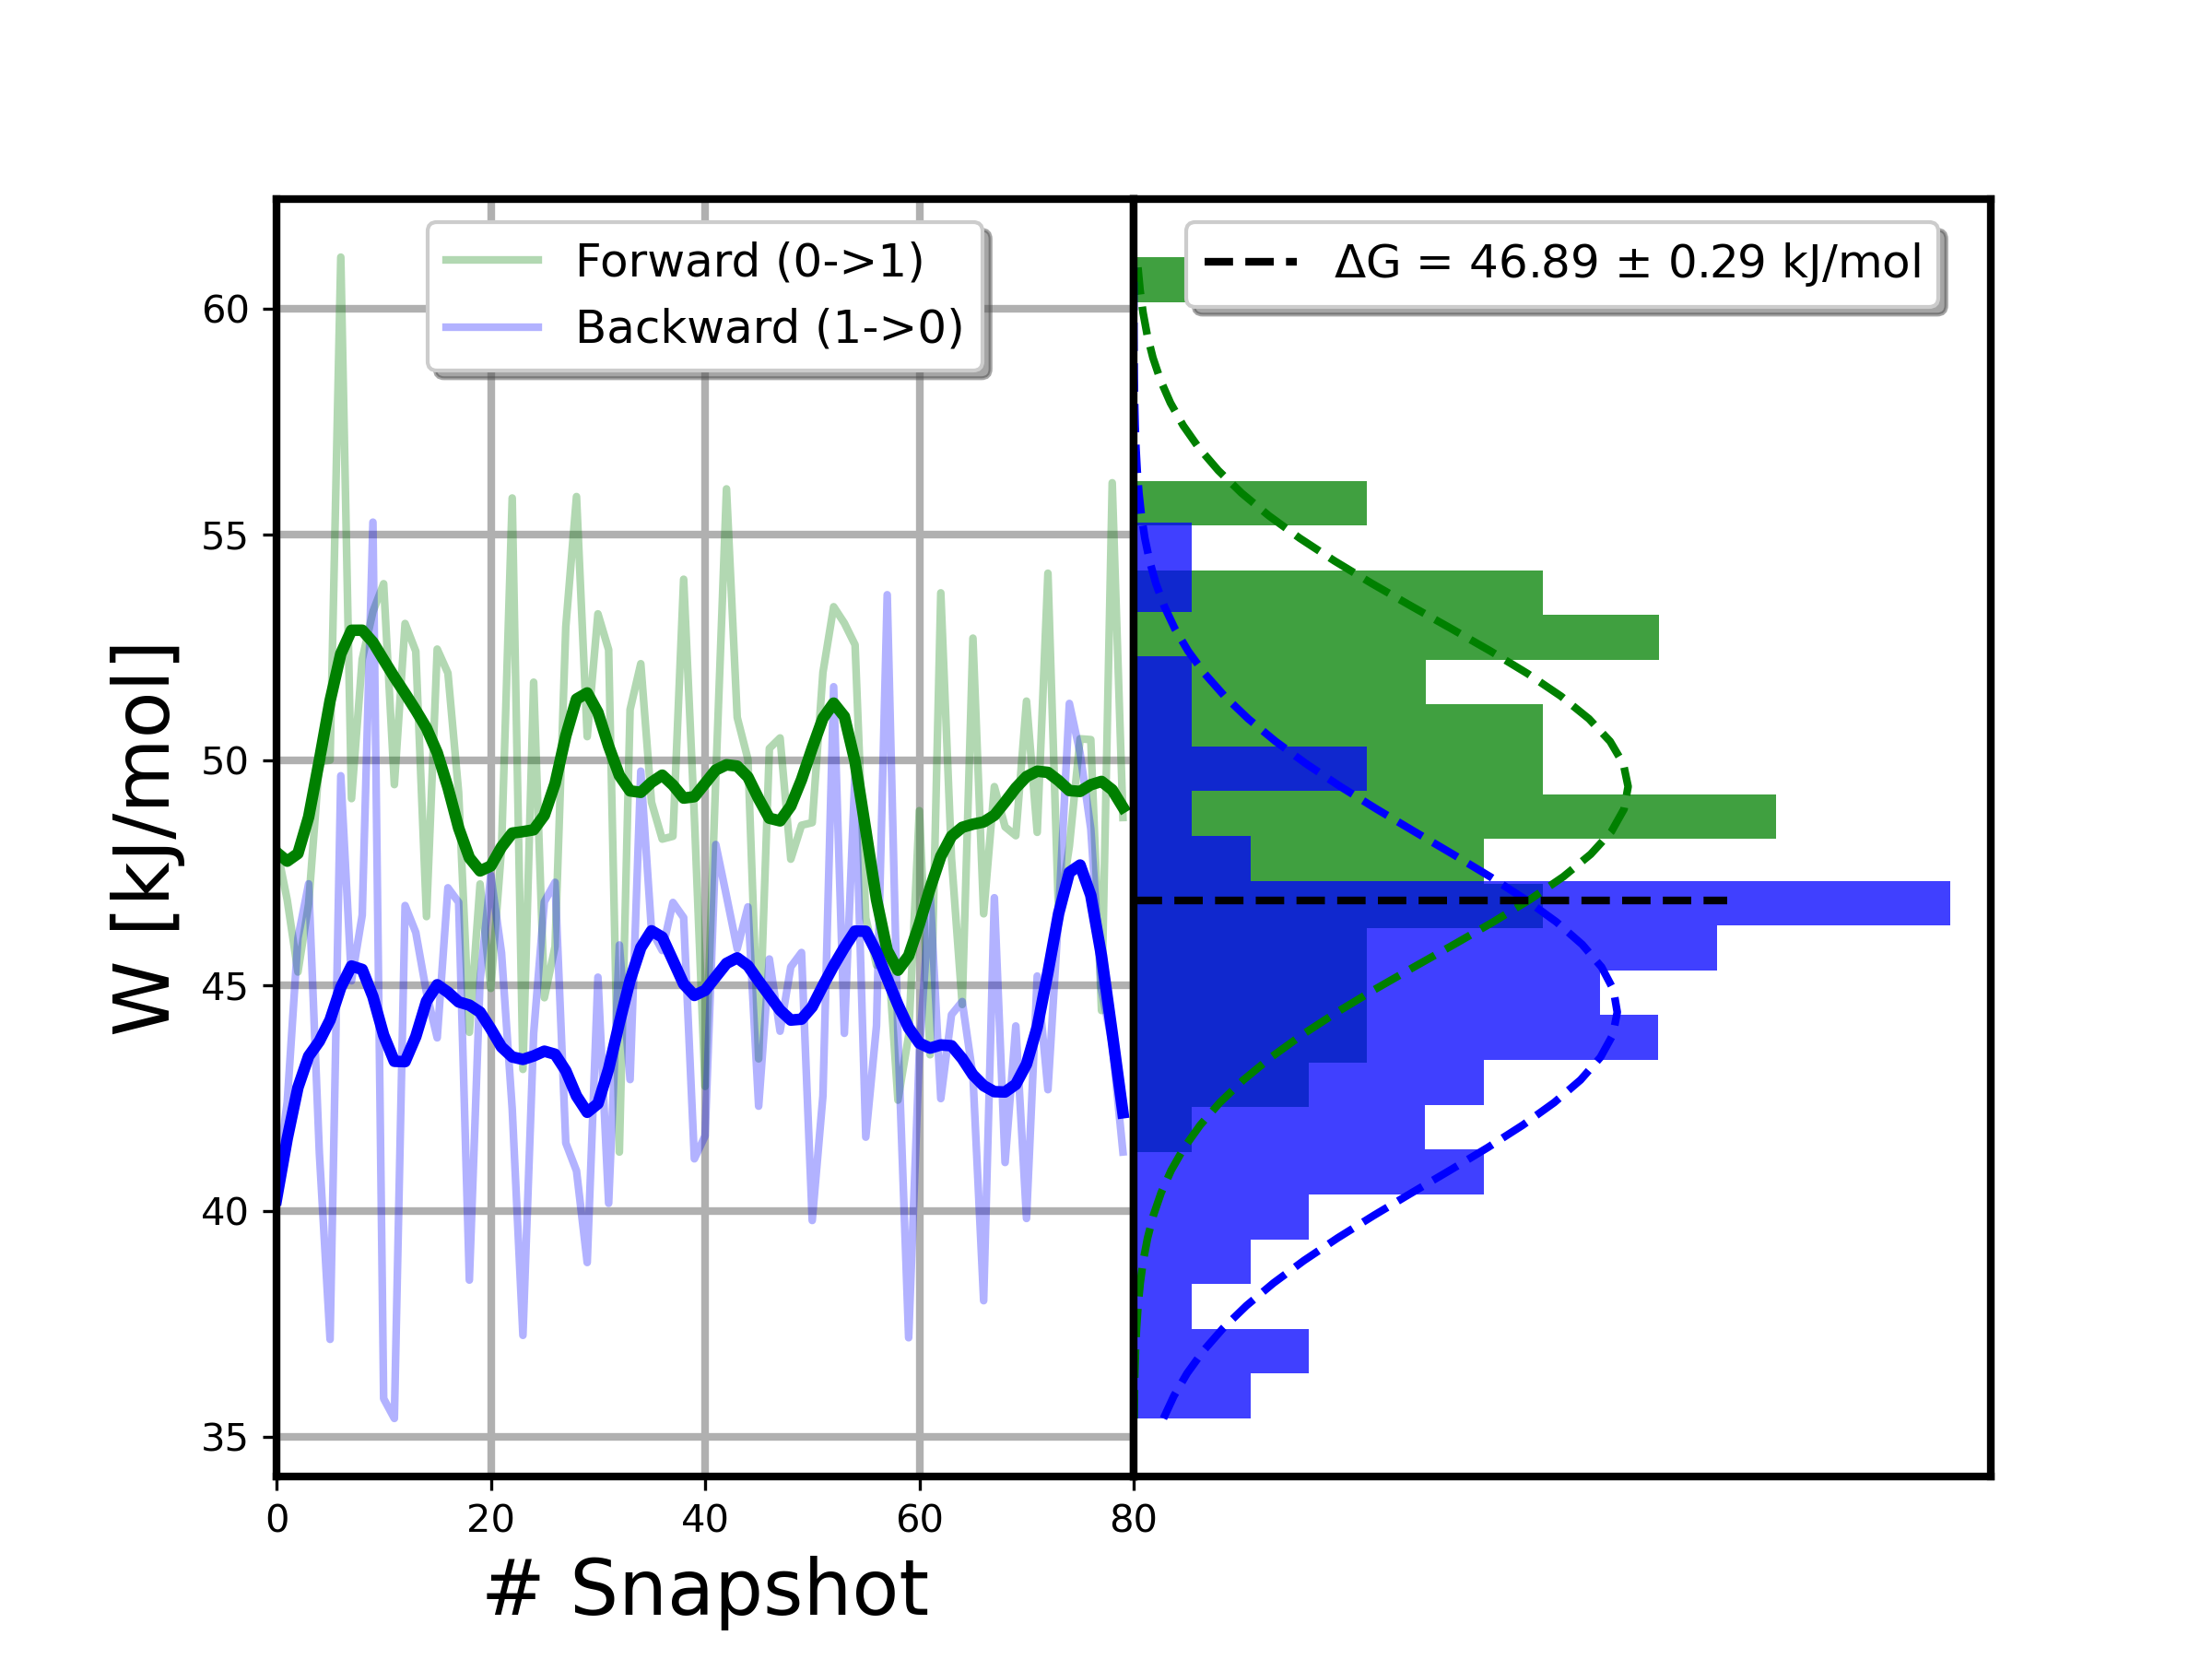 Forward (0->1)
Backward (1->0)
ΔG = 46.89 ± 0.29 kJ/mol
60
55
50
45
40
35
W [kJ/mol]
0 20 40 60 80
# Snapshot